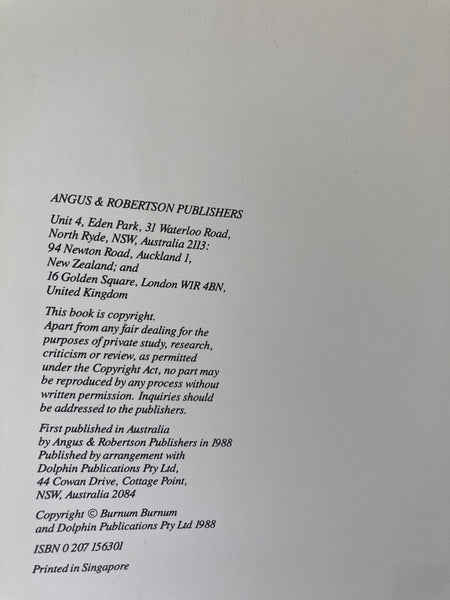 ANGUS & ROBERTSON PUBLISHERS
Unit 4, Eden Park, 31 Waterloo Road,
North Ryde, NSW, Australia 2113:
94 Newton Road, Auckland 1,
New Zealand; and
16 Golden Square, London W1R 4BN,
United Kingdom
This book is copyright.
Apart from any fair dealing for the
purposes of private study, research,
criticism or review, as permitted
under the Copyright Act, no part may
be reproduced by any process without
written permission. Inquiries should
be addressed to the publishers.
First published in Australia
by Angus & Robertson Publishers in 1988
Published by arrangement with
Dolphin Publications Pty Ltd,
44 Cowan Drive, Cottage Point,
NSW, Australia 2084
Copyright © Burnum Burnum
and Dolphin Publications Pty Ltd 1988
ISBN 0 207 156301
Printed in Singapore